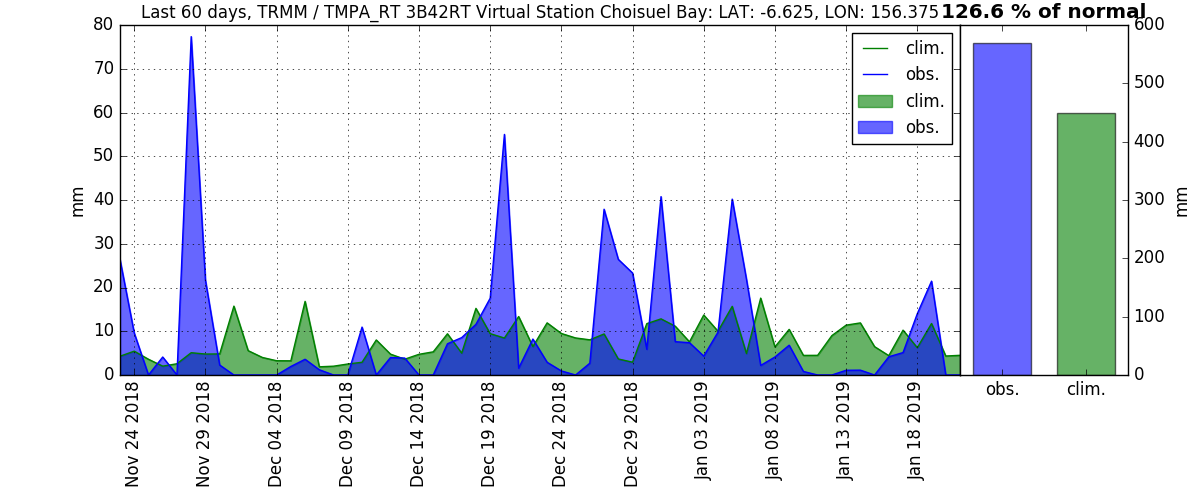 Last 60 days, TRMM / TMPA_RT 3B42RT Virtual Station Choisuel Bay: LAT: -6.625, LON: 156.375
126.6 % of normal
80
70
60
50
40
30
20
10
0
mm
clim.
obs.
clim.
obs.
600
500
400
300
200
100
0
mm
obs.
clim.
Nov 24 2018
Nov 29 2018
Dec 04 2018
Dec 09 2018
Dec 14 2018
Dec 19 2018
Dec 24 2018
Dec 29 2018
Jan 03 2019
Jan 08 2019
Jan 13 2019
Jan 18 2019